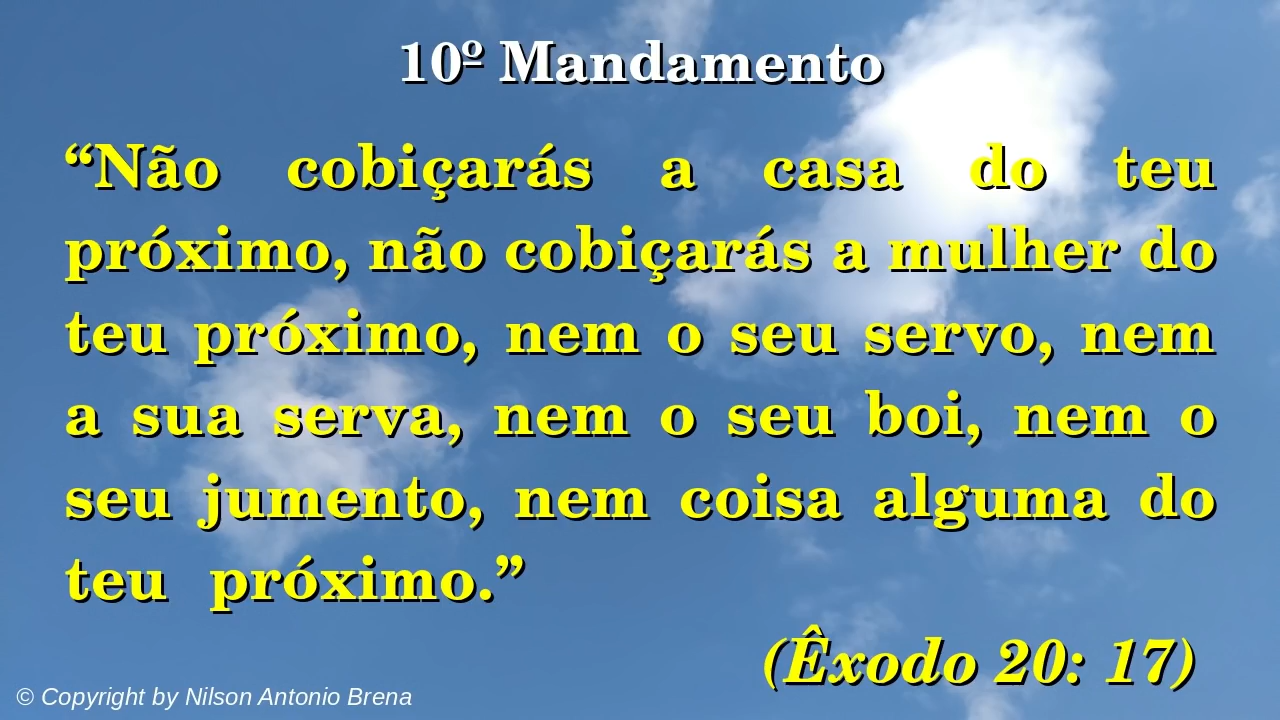 10º Mandamento
“Não cobiçarás a casa do teu
próximo, não cobiçarás a mulher do
teu próximo, nem o seu servo, nem
a sua serva, nem o seu boi, nem o
seu jumento, nem coisa alguma do
teu próximo.”
(Êxodo 20: 17)
© Copyright by Nilson Antonio Brena